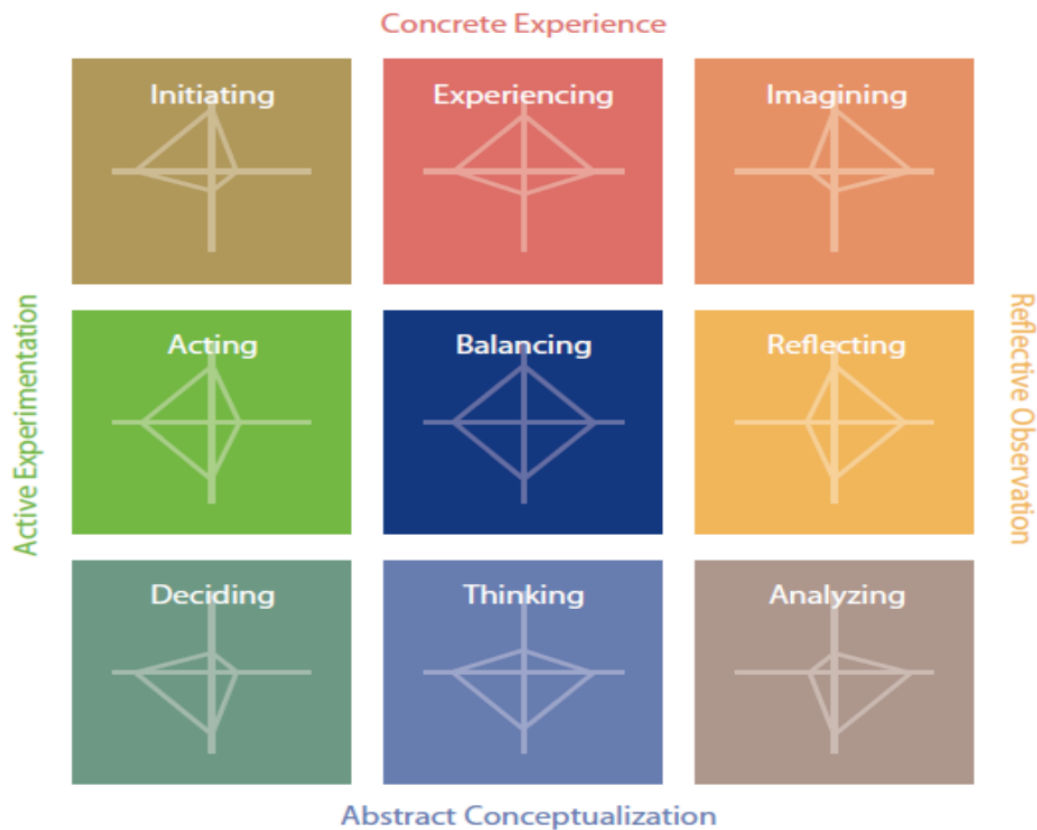 Concrete Experience
Initiating
Experiencing
Imagining
Active Experimentation
Acting
Balancing
Reflecting
Reflective Observation
Deciding
Thinking
Analyzing
Abstract Conceptualization